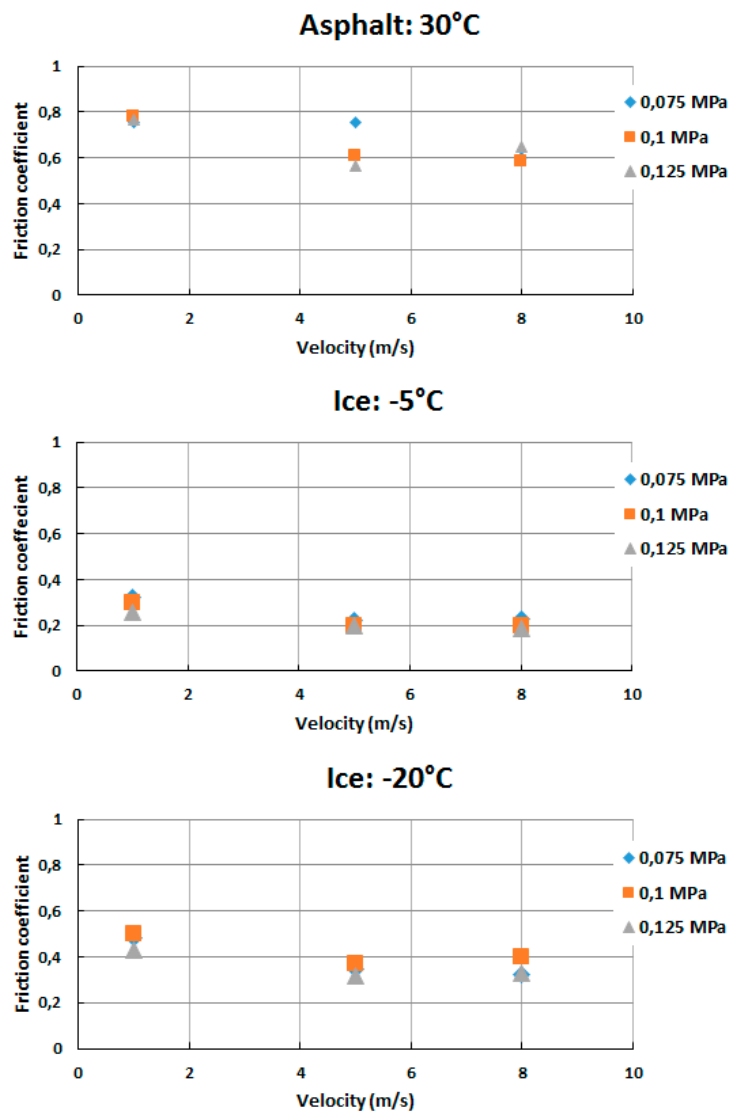 Asphalt: 30°C
Friction coefficient
1
0,8
0,6
0,4
0,2
0
0 2 4 6 8 10
Velocity (m/s)
0,075 MPa
0,1 MPa
0,125 MPa
Ice: -5°C
Friction coeffecient
1
0,8
0,6
0,4
0,2
0
0 2 4 6 8 10
Velocity (m/s)
0,075 MPa
0,1 MPa
0,125 MPa
Ice: -20°C
Friction coefficient
1
0,8
0,6
0,4
0,2
0
0 2 4 6 8 10
Velocity (m/s)
0,075 MPa
0,1 MPa
0,125 MPa